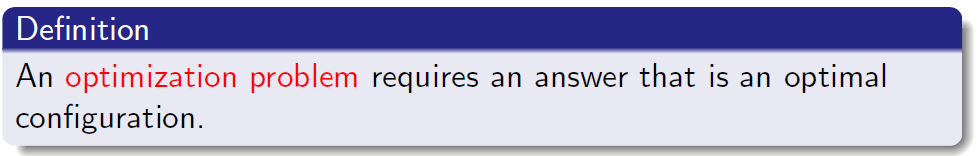 Definition
An optimization problem requires an answer that is an optimal
configuration.